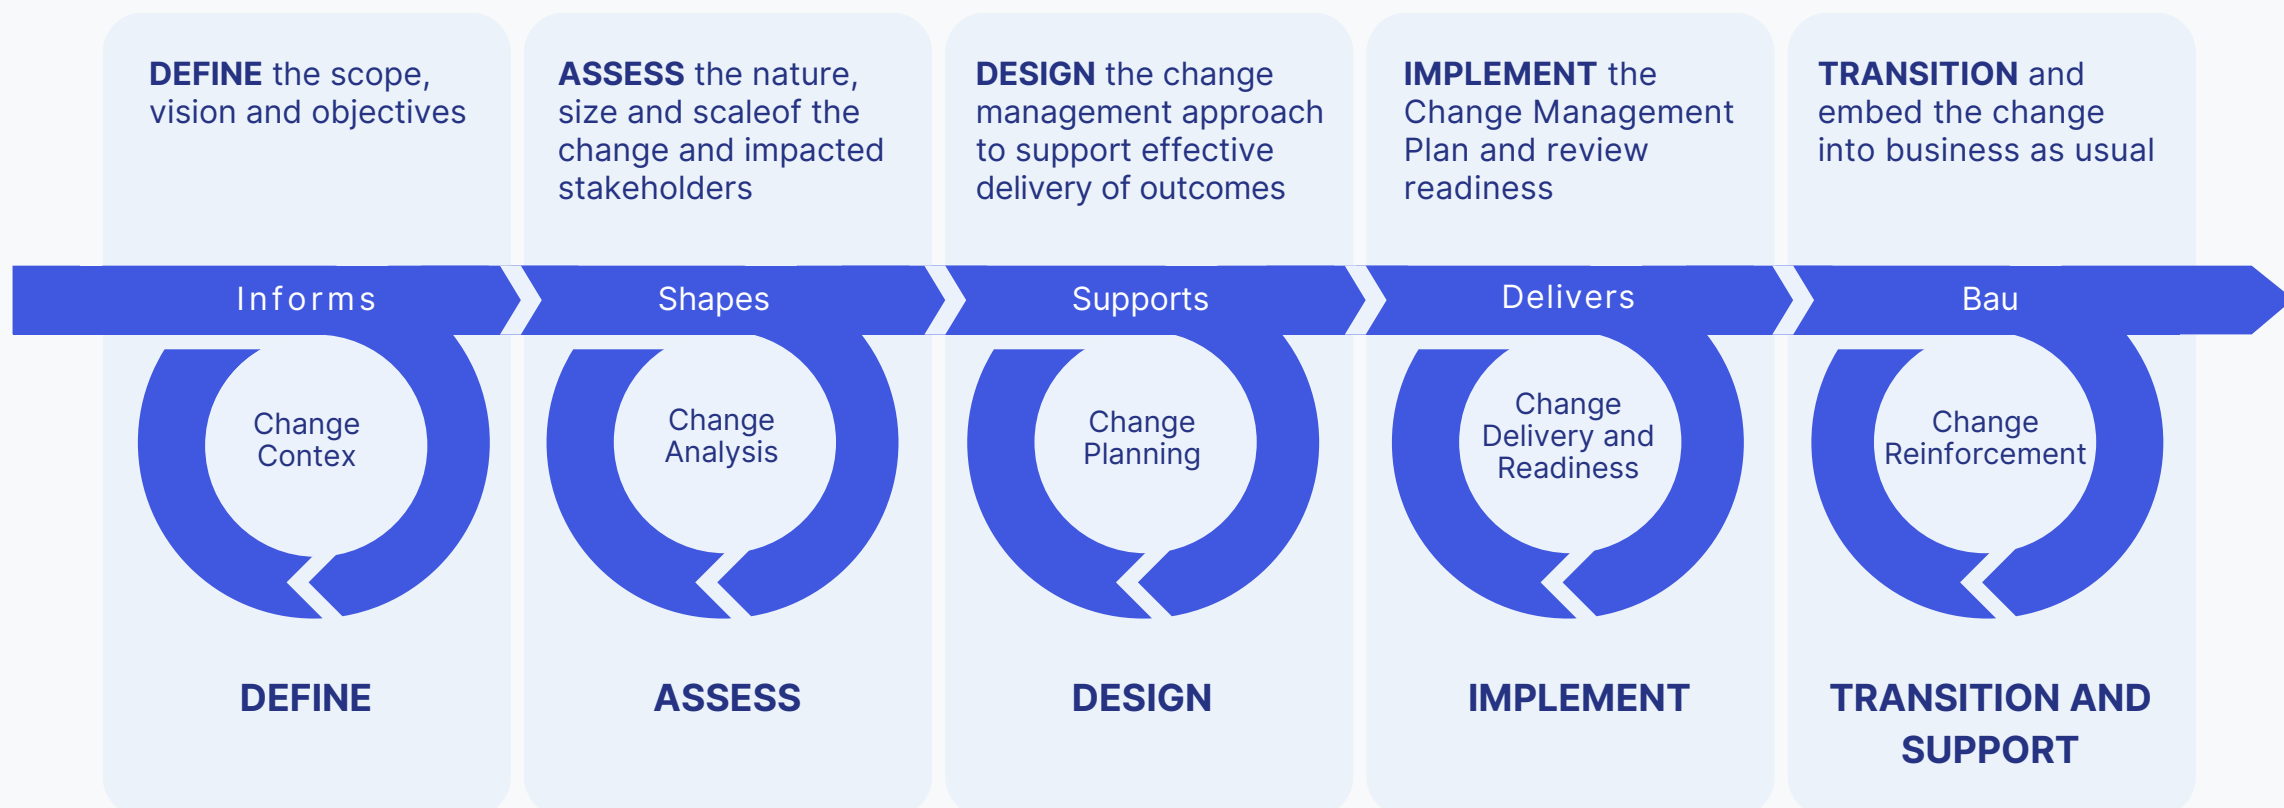 DEFINE the scope,
vision and objectives
ASSESS the nature,
size and scaleof the
change and impacted
stakeholders
DESIGN the change
management approach
to support effective
delivery of outcomes
IMPLEMENT the
Change Management
Plan and review
readiness
TRANSITION and
embed the change
into business as usual
Informs
Shapes
Supports
Delivers
Bau
Change
Contex
Change
Analysis
Change
Planning
Change
Delivery and
Readiness
Change
Reinforcement
DEFINE
ASSESS
DESIGN
IMPLEMENT
TRANSITION AND
SUPPORT